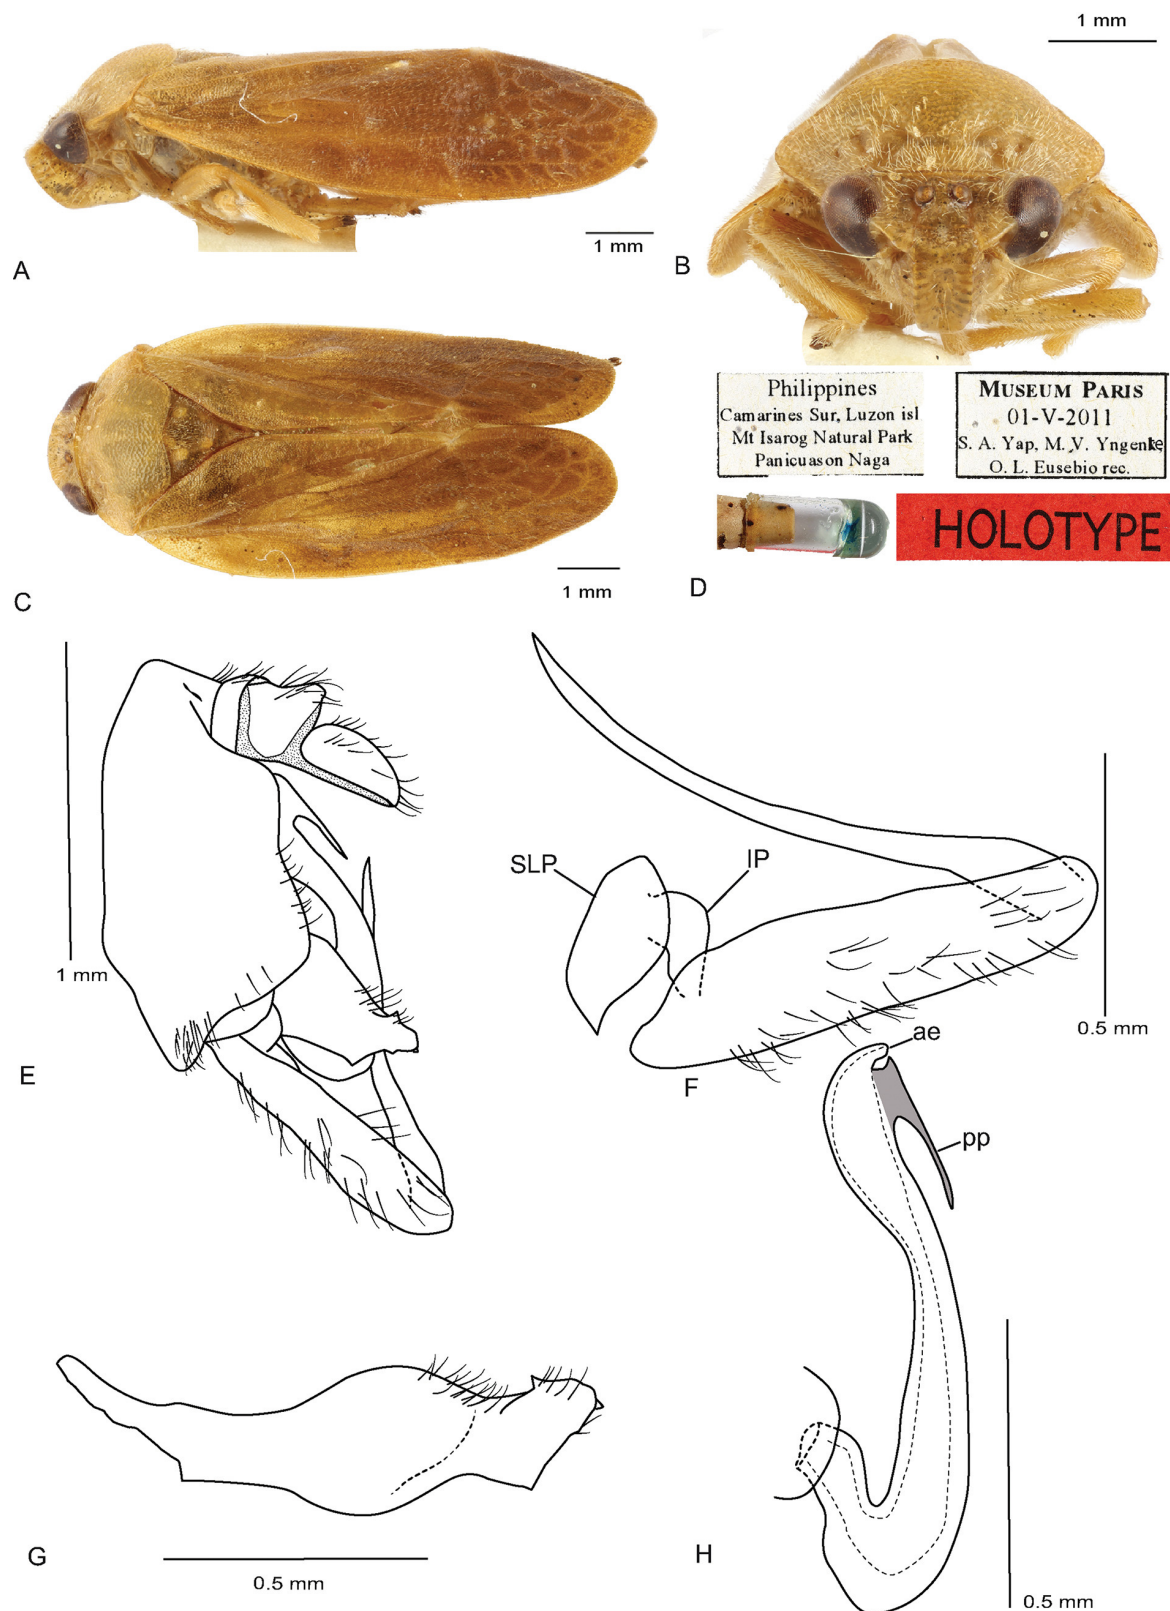 1 mm
A
1 mm
B
1 mm
C
Philippines
Camarines Sur, Luzon isl
Mt Isarog Natural Park
Panicuason Naga
MUSEUM PARIS
01-V-2011
S. A. Yap, M. V. Yngente,
O. L. Eusebio rec.
HOLOTYPE
D
1 mm
E
SLP
IP
0.5 mm
F
ae
pp
G
0.5 mm
H
0.5 mm